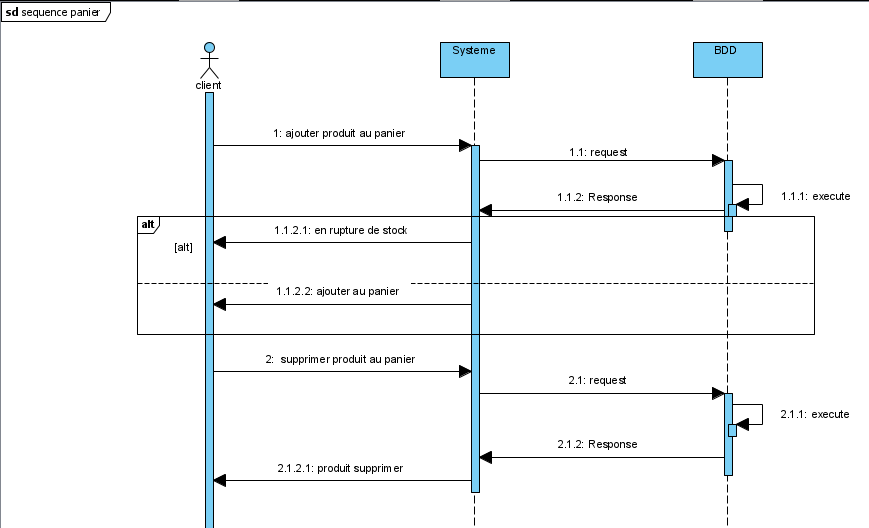 sd sequence panier
Systeme
BDD
client
1: ajouter produit au panier
1.1: request
1.1.1: execute
1.1.2: Response
alt
1.1.2.1: en rupture de stock
[alt]
1.1.2.2: ajouter au panier
2:  supprimer produit au panier
2.1: request
2.1.1: execute
2.1.2: Response
2.1.2.1: produit supprimer